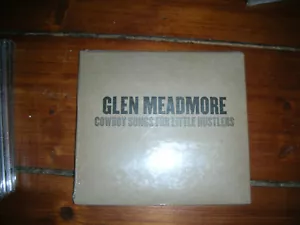 GLEN MEADMORE
COWBOY SONGS FOR LITTLE HUSTLERS